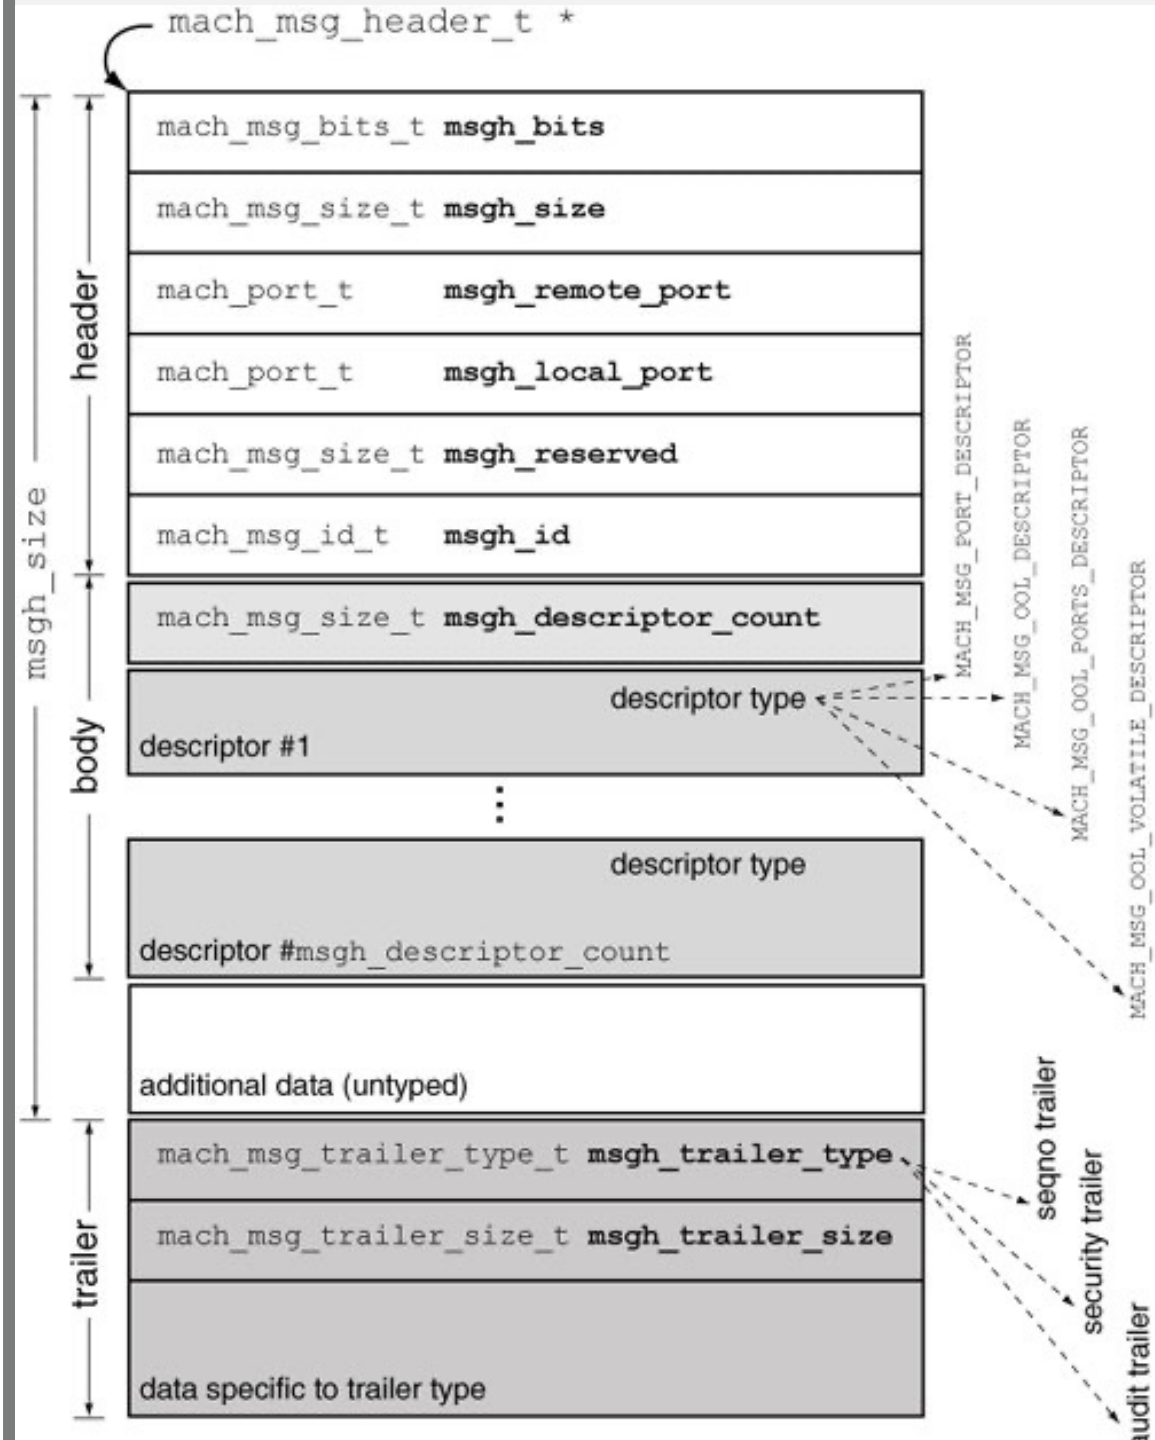 mach_msg_header_t *
mach_msg_bits_t msgh_bits
mach_msg_size_t msgh_size
mach_port_t msgh_remote_port
mach_port_t msgh_local_port
mach_msg_size_t msgh_reserved
mach_msg_id_t msgh_id
header
msgh_size
mach_msg_size_t msgh_descriptor_count
descriptor type
descriptor #1
⋮
descriptor type
descriptor #msgh_descriptor_count
body
MACH_MSG_PORT_DESCRIPTOR
MACH_MSG_OOL_DESCRIPTOR
MACH_MSG_OOL_PORTS_DESCRIPTOR
MACH_MSG_OOL_VOLATILE_DESCRIPTOR
additional data (untyped)
mach_msg_trailer_type_t msgh_trailer_type
mach_msg_trailer_size_t msgh_trailer_size
data specific to trailer type
trailer
seqno trailer
security trailer
audit trailer